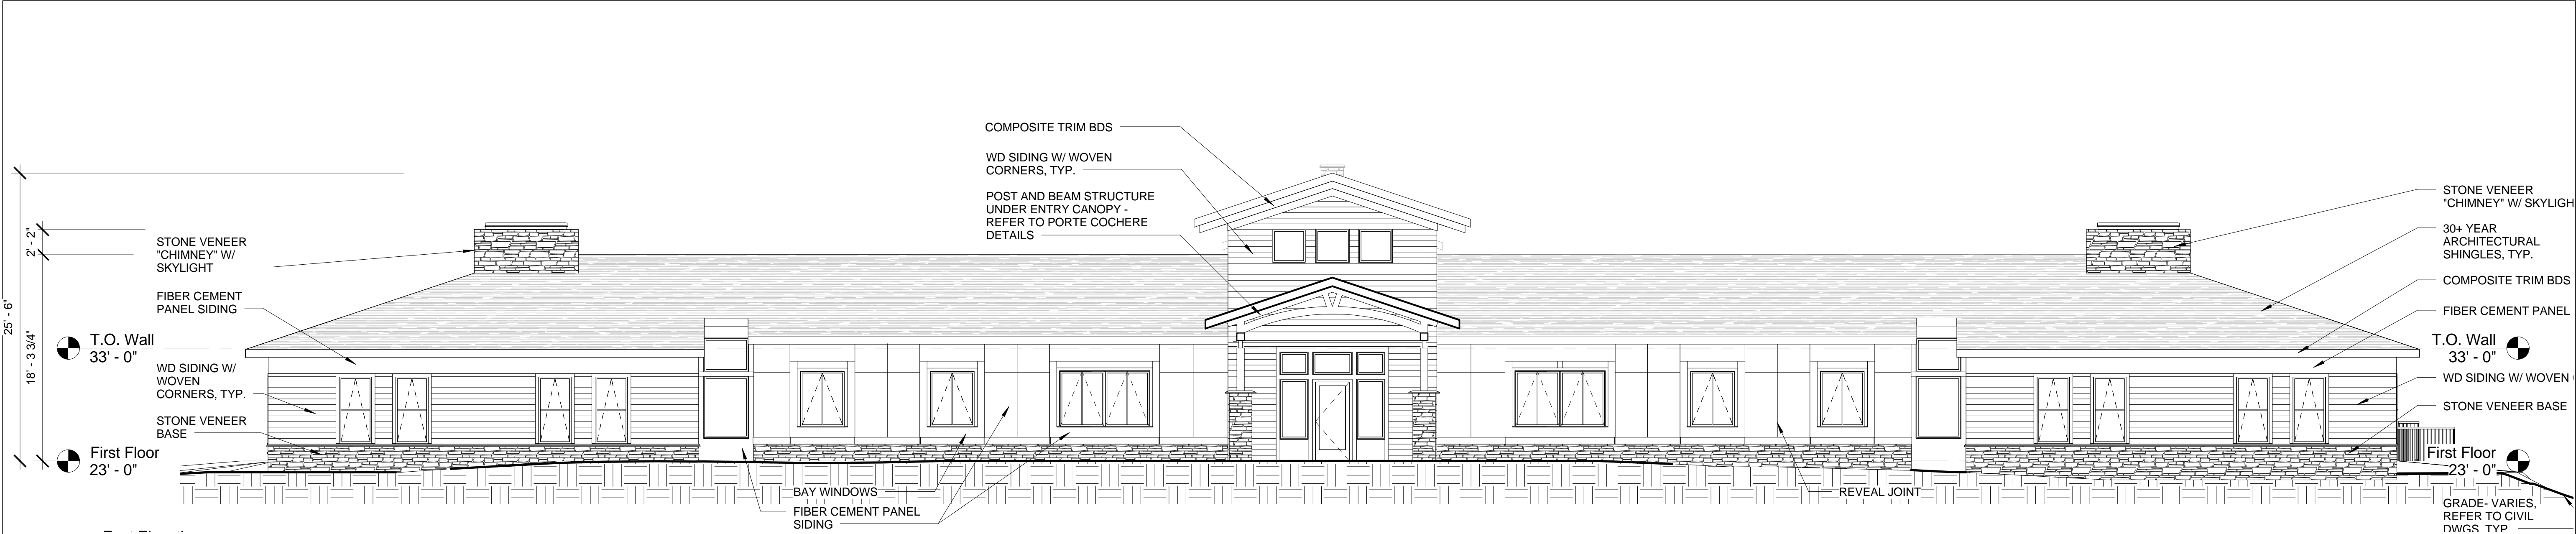 COMPOSITE TRIM BDS
WD SIDING W/ WOVEN
CORNERS, TYP.
POST AND BEAM STRUCTURE
UNDER ENTRY CANOPY -
REFER TO PORTE COCHERE
DETAILS
25' - 6"
2' - 2"
18' - 3 3/4"
STONE VENEER
"CHIMNEY" W/
SKYLIGHT
FIBER CEMENT
PANEL SIDING
T.O. Wall
33' - 0"
WD SIDING W/
WOVEN
CORNERS, TYP.
STONE VENEER
BASE
First Floor
23' - 0"
BAY WINDOWS
FIBER CEMENT PANEL
SIDING
REVEAL JOINT
STONE VENEER
"CHIMNEY" W/ SKYLIGH
30+ YEAR
ARCHITECTURAL
SHINGLES, TYP.
COMPOSITE TRIM BDS
FIBER CEMENT PANEL
T.O. Wall
33' - 0"
WD SIDING W/ WOVEN
STONE VENEER BASE
First Floor
23' - 0"
GRADE- VARIES,
REFER TO CIVIL
DWGS, TYP